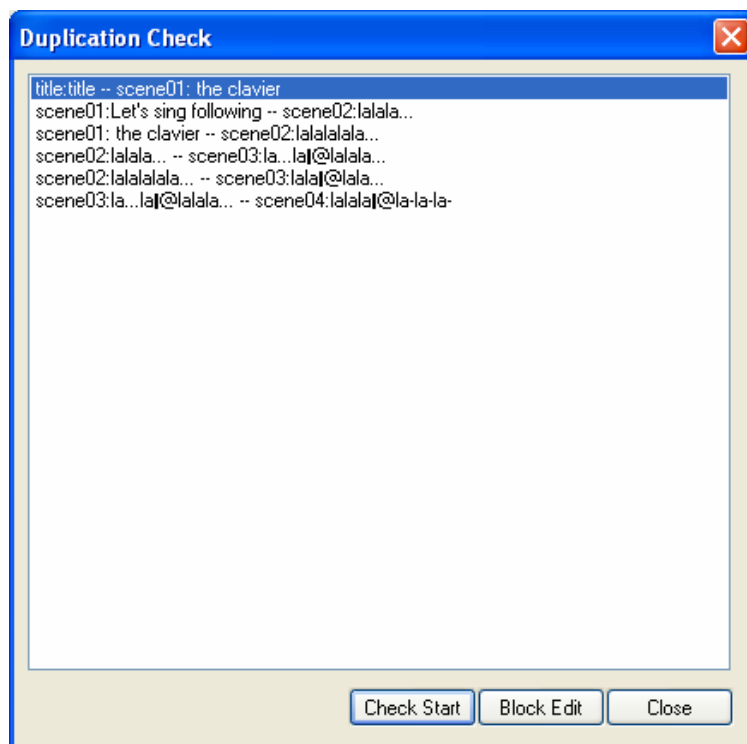 Duplication Check
title:title -- scene01: the clavier
scene01:Let's sing following -- scene02:lalala...
scene01: the clavier -- scene02:lalalalala...
scene02:lalala... -- scene03:la...la|@lalala...
scene02:lalalalala... -- scene03:lala|@lala...
scene03:la...la|@lalala... -- scene04:lalala|@la-la-la-
Check Start
Block Edit
Close